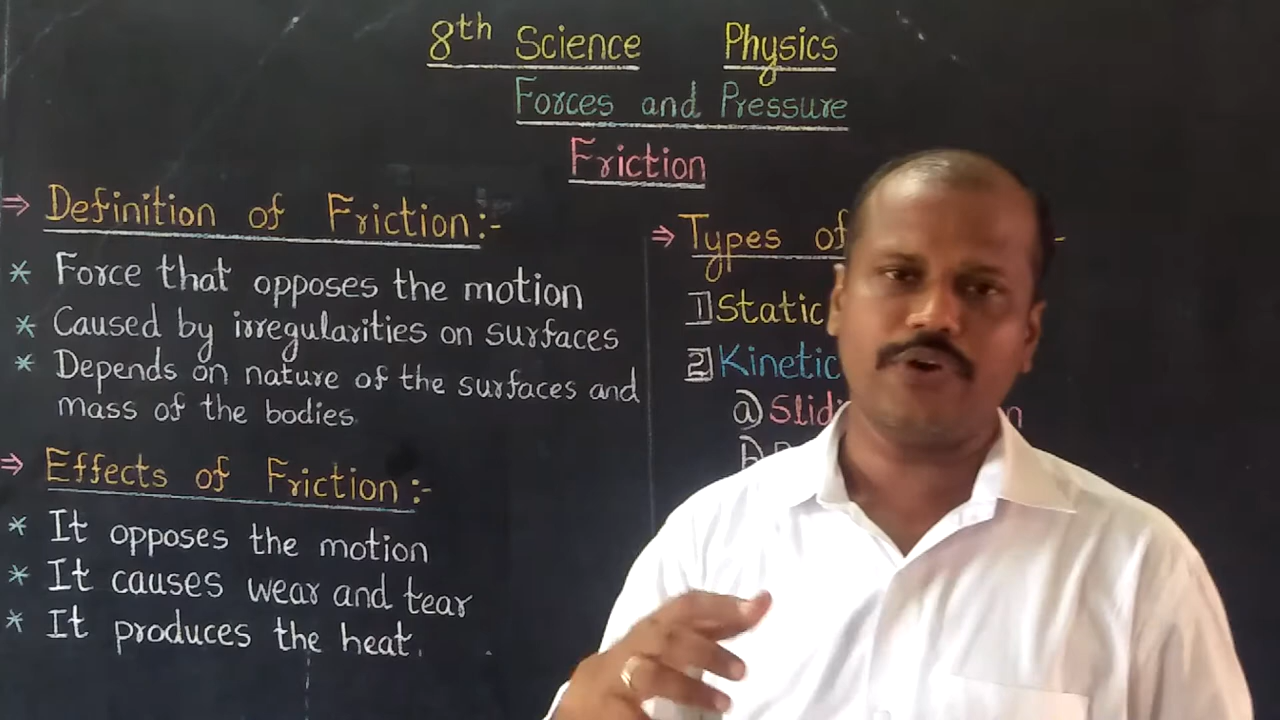 8th Science Physics
Forces and Pressure
Friction
⇒ Definition of Friction:-
* Force that opposes the motion
* Caused by irregularities on surfaces
* Depends on nature of the surfaces and
mass of the bodies.
⇒ Effects of Friction:-
* It opposes the motion
* It causes wear and tear
* It produces the heat.
⇒ Types of -
1] Static
2] Kinetic
a) Slidi n
b)